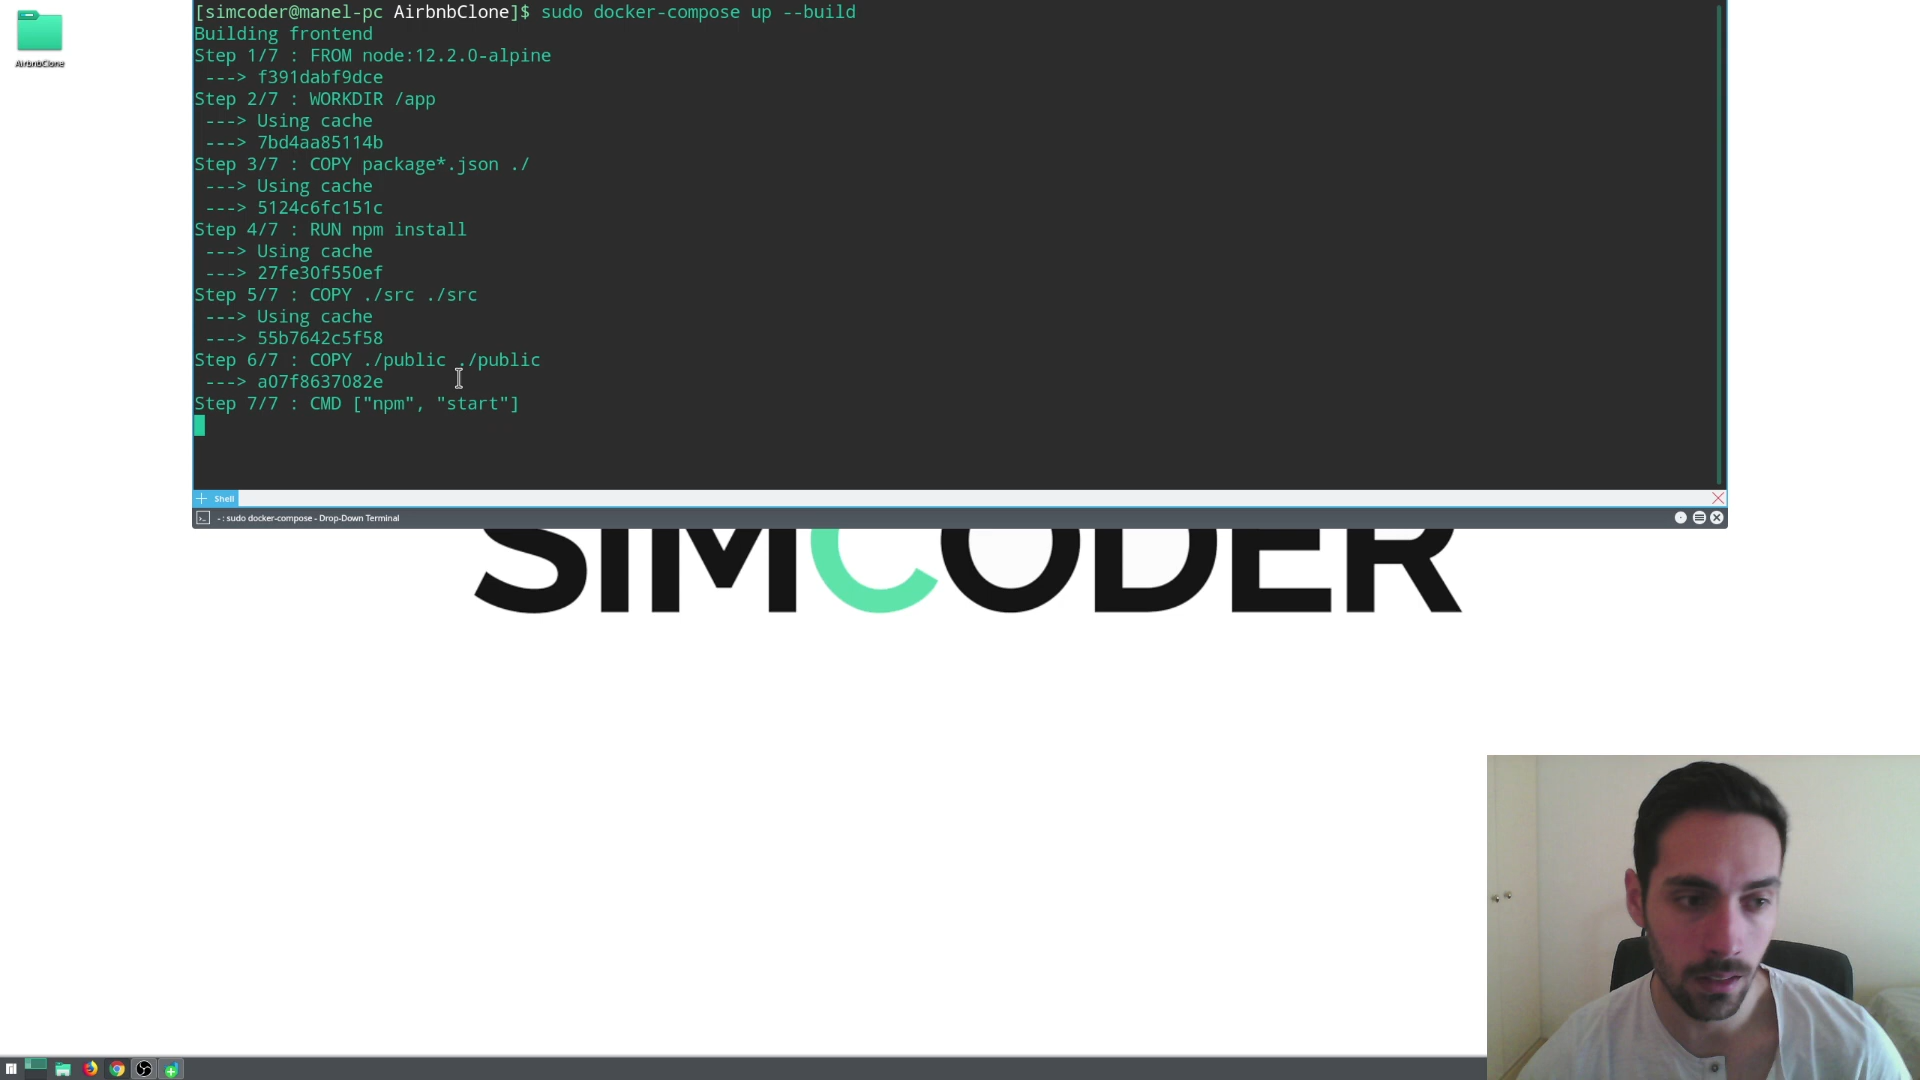 [simcoder@manel-pc AirbnbClone]$ sudo docker-compose up --build
Building frontend
Step 1/7 : FROM node:12.2.0-alpine
---> f391dabf9dce
Step 2/7 : WORKDIR /app
---> Using cache
---> 7bd4aa85114b
Step 3/7 : COPY package*.json ./
---> Using cache
---> 5124c6fc151c
Step 4/7 : RUN npm install
---> Using cache
---> 27fe30f550ef
Step 5/7 : COPY ./src ./src
---> Using cache
---> 55b7642c5f58
Step 6/7 : COPY ./public ./public
---> a07f8637082e
Step 7/7 : CMD ["npm", "start"]
Shell
- : sudo docker-compose - Drop-Down Terminal
SIMCODER
AirbnbClone